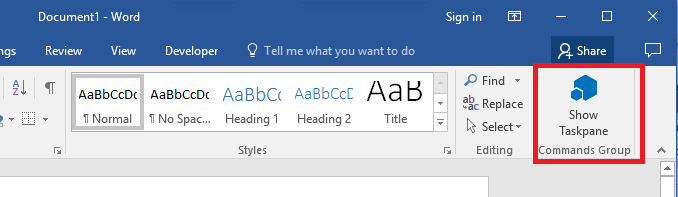 Document1 - Word Sign in
ngs Review View Developer Tell me what you want to do Share
AaBbCcDc AaBbCcDc AaBbCc AaBbCcE AaB
¶ Normal ¶ No Spac... Heading 1 Heading 2 Title
Styles
Find
Replace
Select
Editing
Show
Taskpane
Commands Group